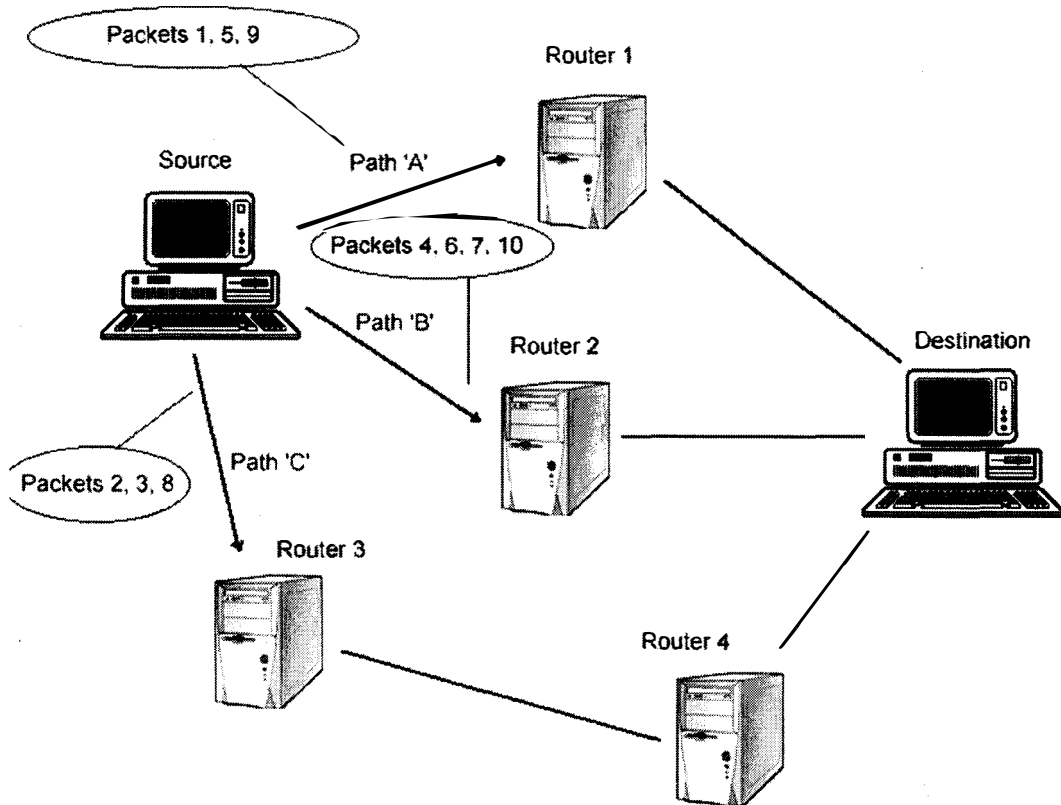 Packets 1, 5, 9
Router 1
Source
Path 'A'
Packets 4, 6, 7, 10
Path 'B'
Router 2
Destination
Packets 2, 3, 8
Path 'C'
Router 3
Router 4